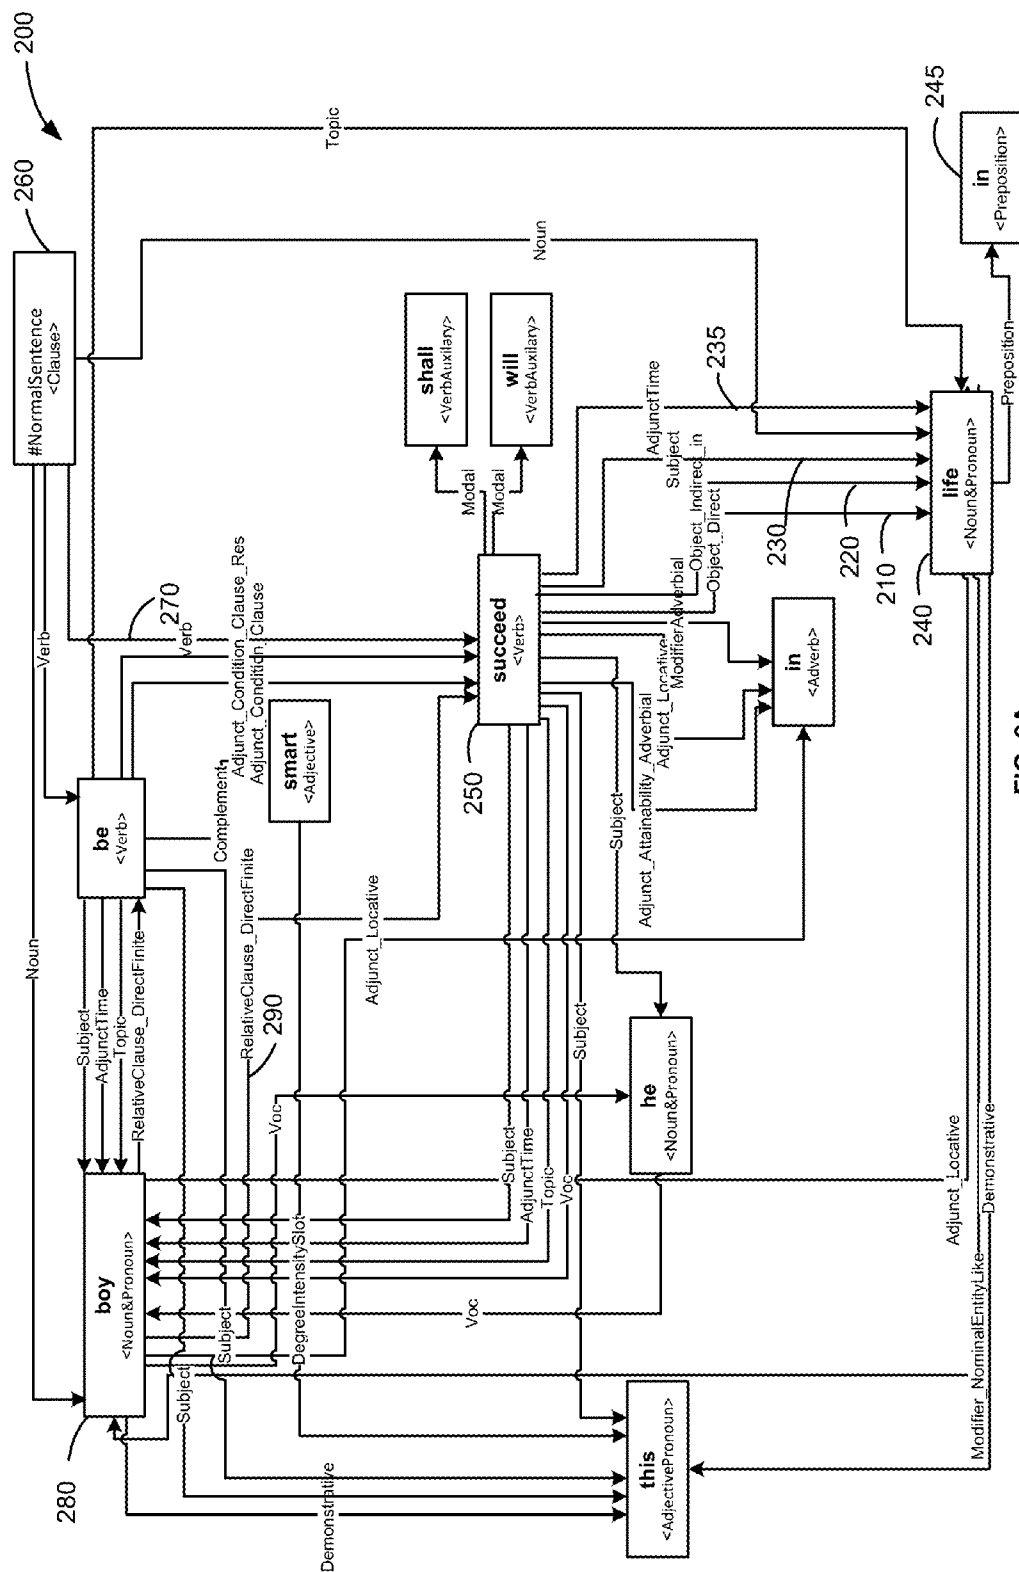 200
260
#NormalSentence
<Clause>
Verb
Noun
Topic
be
<Verb>
Subject
AdjunctTime
Topic
RelativeClause_DirectFinite
boy
<Noun&Pronoun>
280
Subject
Subject
Demonstrative
270
Verb
Adjunct_Condition_Clause_Res
Adjunct_Condition_Clause
Complement
smart
<Adjective>
RelativeClause_DirectFinite
290
Voc
DegreeIntensitySlot
Adjunct_Locative
Noun
shall
<VerbAuxilary>
will
<VerbAuxilary>
Modal
Modal
succeed
<Verb>
250
Subject
AdjunctTime
Topic
Voc
Subject
Subject
Voc
he
<Noun&Pronoun>
this
<AdjectivePronoun>
AdjunctTime
Subject
Object_Indirect_in
Object_Direct
ModifierAdverbial
Adjunct_Locative
Adjunct_Attainability_Adverbial
in
<Adverb>
235
230
220
210
240
life
<Noun&Pronoun>
Preposition
in
<Preposition>
245
Adjunct_Locative
Modifier_NominalEntityLike
Demonstrative